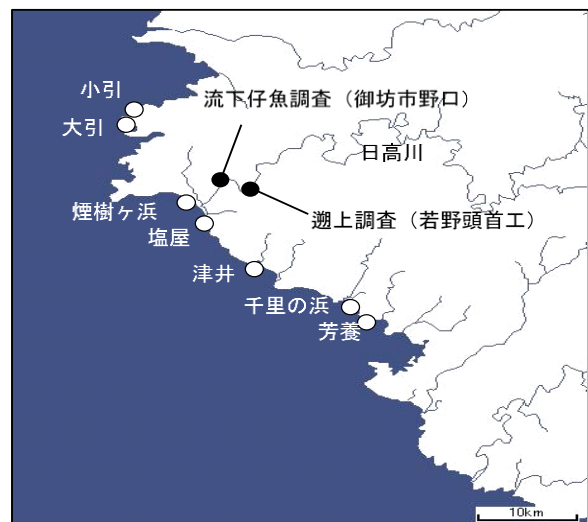 小引
流下仔魚調査（御坊市野口）
大引
日高川
煙樹ヶ浜
遡上調査（若野頭首工）
塩屋
津井
千里の浜
芳養
10km